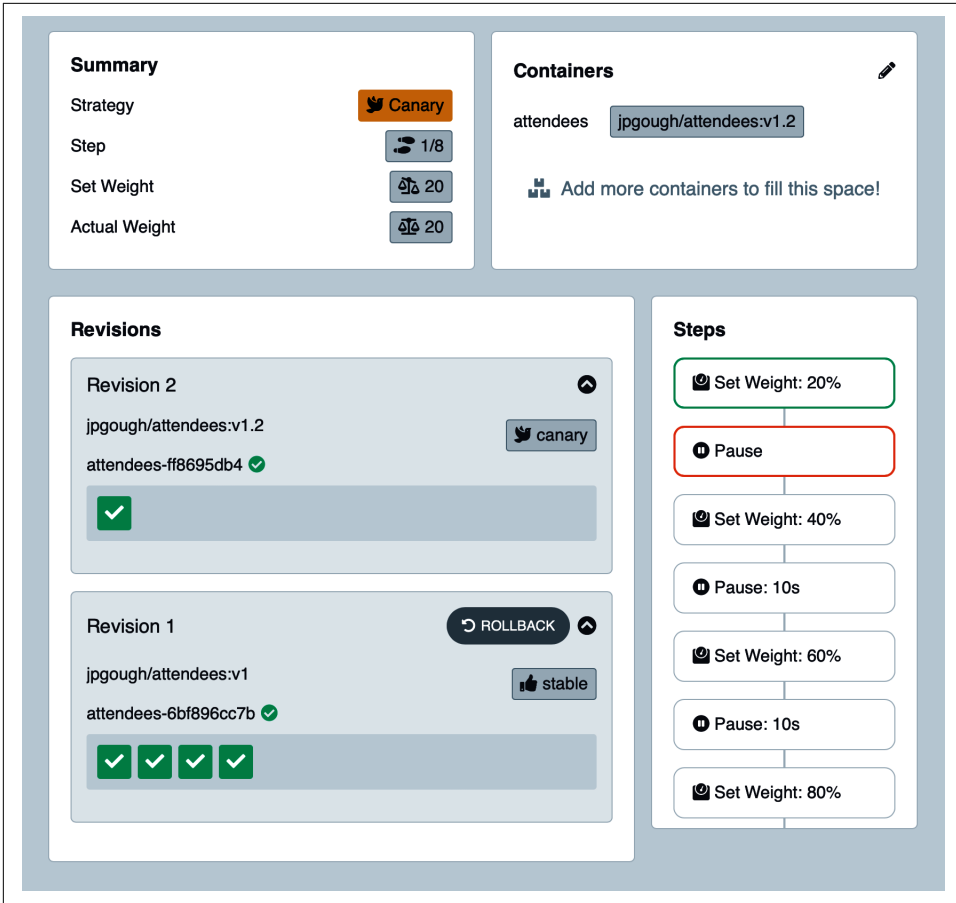 Summary
Strategy Canary
Step 1/8
Set Weight 20
Actual Weight 20
Containers
attendees jpgough/attendees:v1.2
Add more containers to fill this space!
Revisions
Revision 2
jpgough/attendees:v1.2
canary
attendees-ff8695db4
Revision 1 ROLLBACK
jpgough/attendees:v1
stable
attendees-6bf896cc7b
Steps
Set Weight: 20%
Pause
Set Weight: 40%
Pause: 10s
Set Weight: 60%
Pause: 10s
Set Weight: 80%